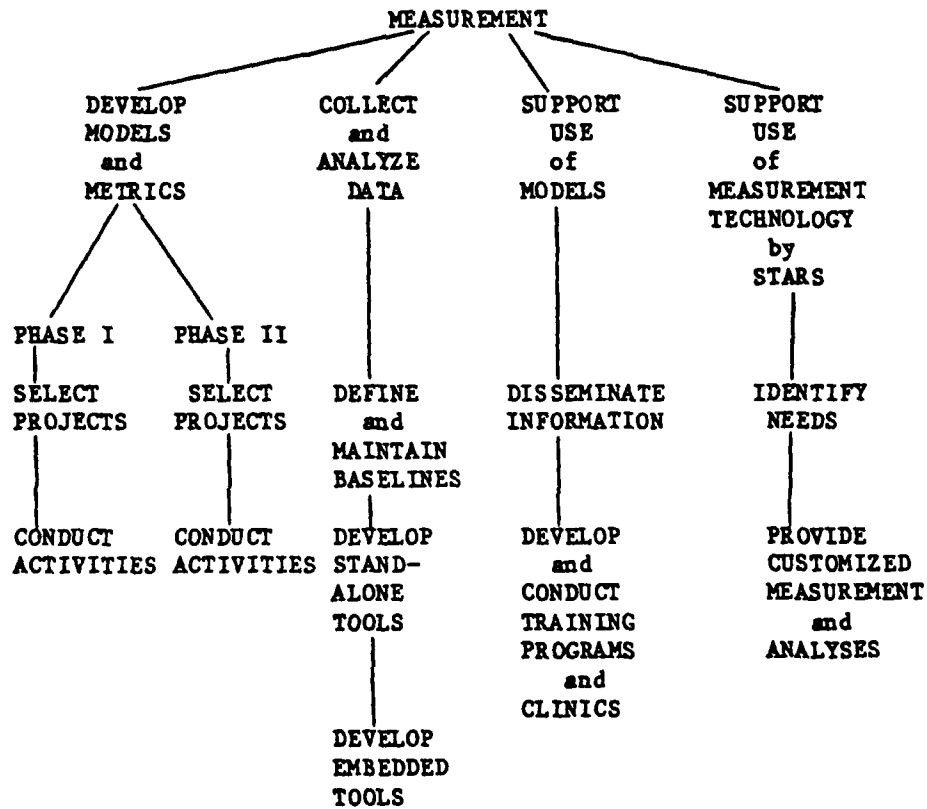 MEASUREMENT
DEVELOP
MODELS
and
METRICS
COLLECT
and
ANALYZE
DATA
SUPPORT
USE
of
MODELS
SUPPORT
USE
of
MEASUREMENT
TECHNOLOGY
by
STARS
PHASE I
SELECT
PROJECTS
CONDUCT
ACTIVITIES
PHASE II
SELECT
PROJECTS
CONDUCT
ACTIVITIES
DEFINE
and
MAINTAIN
BASELINES
DEVELOP
STAND-
ALONE
TOOLS
DEVELOP
EMBEDDED
TOOLS
DISSEMINATE
INFORMATION
DEVELOP
and
CONDUCT
TRAINING
PROGRAMS
and
CLINICS
IDENTIFY
NEEDS
PROVIDE
CUSTOMIZED
MEASUREMENT
and
ANALYSES